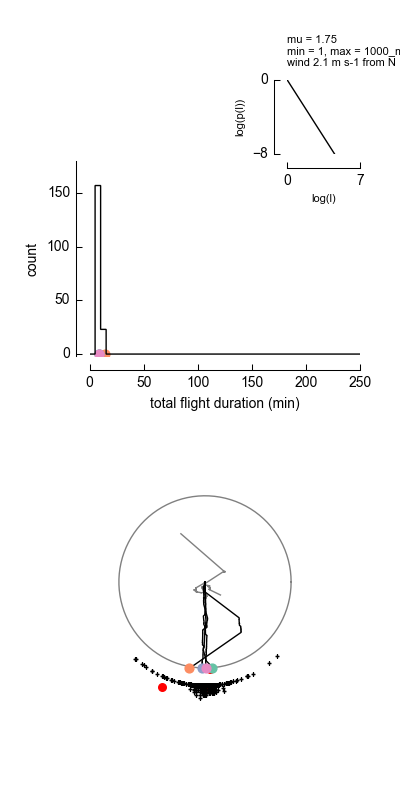 mu = 1.75
min = 1, max = 1000_m
wind 2.1 m s-1 from N
0
log(p(l))
−8
0
7
log(l)
150
100
50
0
count
0
50
100
150
200
250
total flight duration (min)